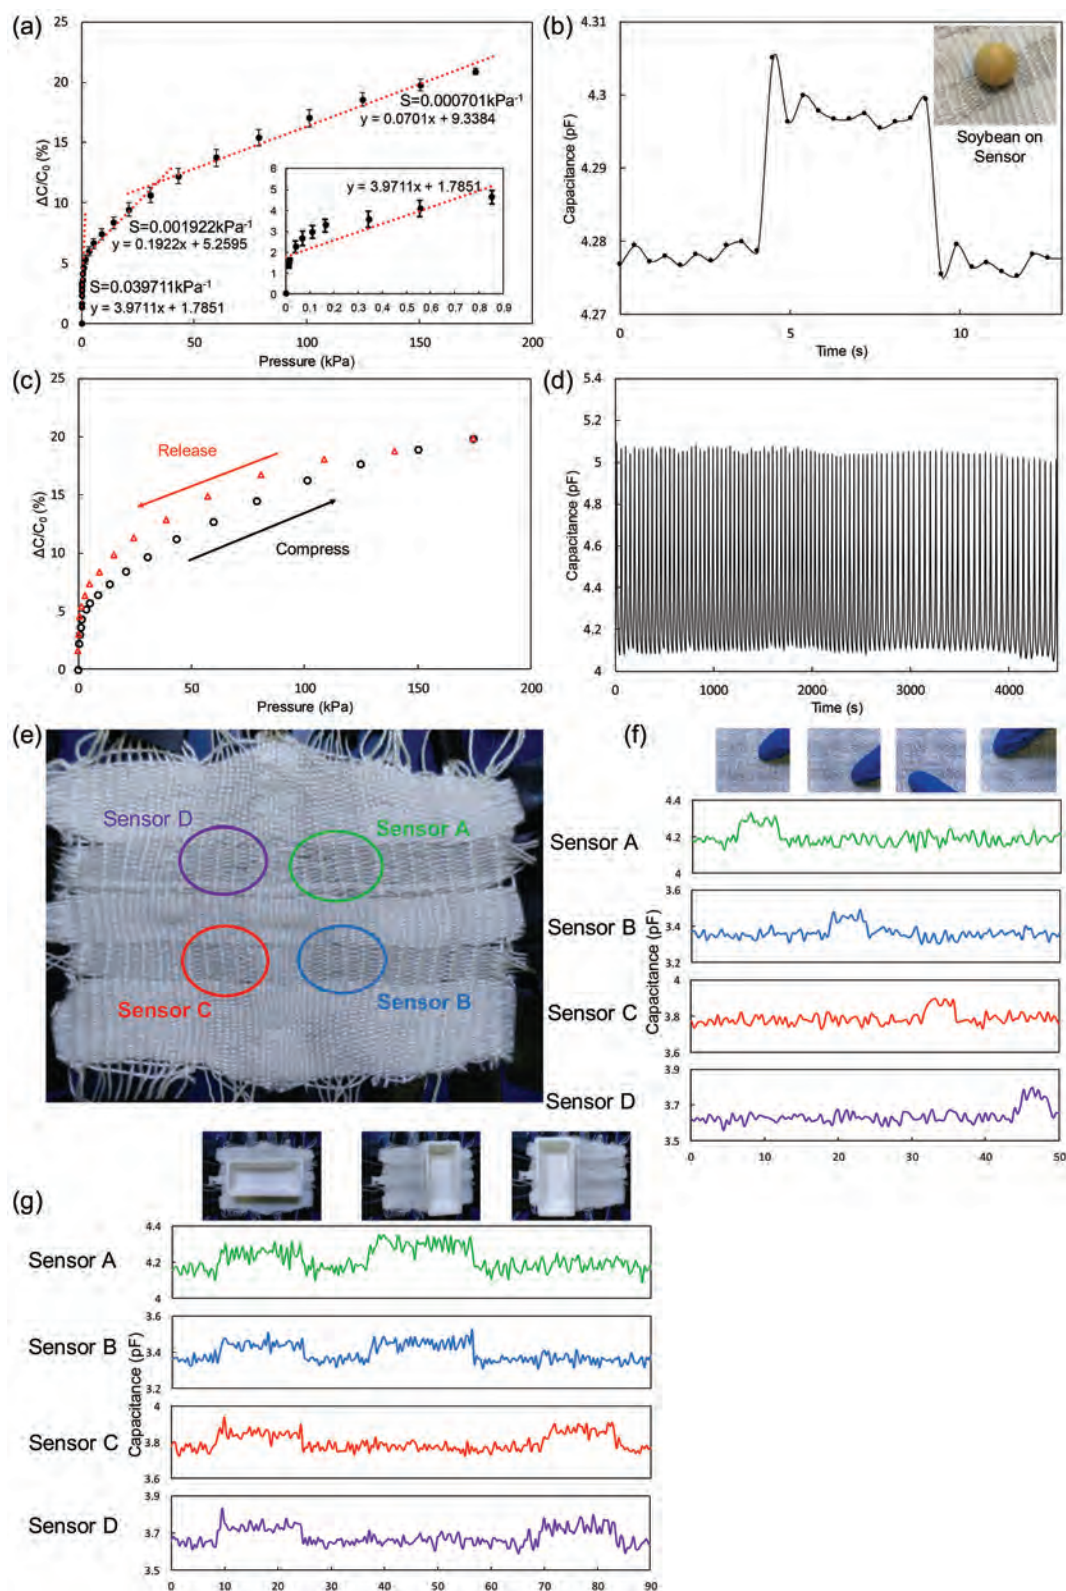 (a)
25
20
15
10
5
0
ΔC/C0 (%)
S=0.000701kPa-1
y = 0.0701x + 9.3384
S=0.001922kPa-1
y = 0.1922x + 5.2595
S=0.039711kPa-1
y = 3.9711x + 1.7851
6
5
4
3
2
1
0
y = 3.9711x + 1.7851
0 0.1 0.2 0.3 0.4 0.5 0.6 0.7 0.8 0.9
0 50 100 150 200
Pressure (kPa)
(b)
4.31
4.3
4.29
4.28
4.27
Capacitance (pF)
Soybean on
Sensor
0 5 10
Time (s)
(c)
25
20
15
10
5
0
ΔC/C0 (%)
Release
Compress
0 50 100 150 200
Pressure (kPa)
(d)
5.4
5.2
5
4.8
4.6
4.4
4.2
4
Capacitance (pF)
0 1000 2000 3000 4000
Time (s)
(e)
Sensor D
Sensor A
Sensor C
Sensor B
(f)
Sensor A
4.4
4.2
4
Sensor B
3.6
3.4
3.2
Capacitance (pF)
Sensor C
4
3.8
3.6
Sensor D
3.9
3.7
3.5
0 10 20 30 40 50
(g)
Sensor A
4.4
4.2
4
Sensor B
3.6
3.4
3.2
Capacitance (pF)
Sensor C
4
3.8
3.6
Sensor D
3.9
3.7
3.5
0 10 20 30 40 50 60 70 80 90